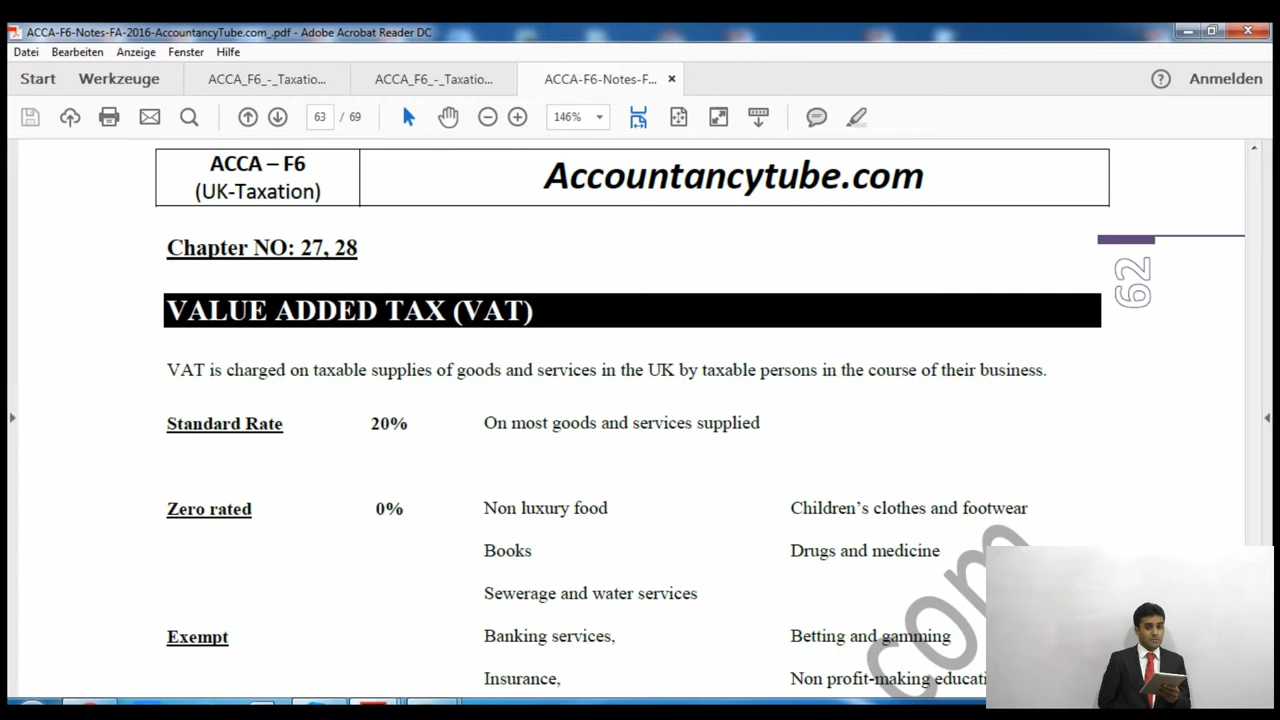 ACCA-F6-Notes-FA-2016-AccountancyTube.com_.pdf - Adobe Acrobat Reader DC
Datei Bearbeiten Anzeige Fenster Hilfe
Start Werkzeuge ACCA_F6_-_Taxatio... ACCA_F6_-_Taxatio... ACCA-F6-Notes-F... × ? Anmelden
63 / 69 146%
ACCA – F6
(UK-Taxation)
Accountancytube.com
Chapter NO: 27, 28
62
VALUE ADDED TAX (VAT)
VAT is charged on taxable supplies of goods and services in the UK by taxable persons in the course of their business.
Standard Rate 20% On most goods and services supplied
Zero rated 0% Non luxury food Children's clothes and footwear
Books Drugs and medicine
Sewerage and water services
Exempt Banking services, Betting and gamming
Insurance, Non profit-making educati
com